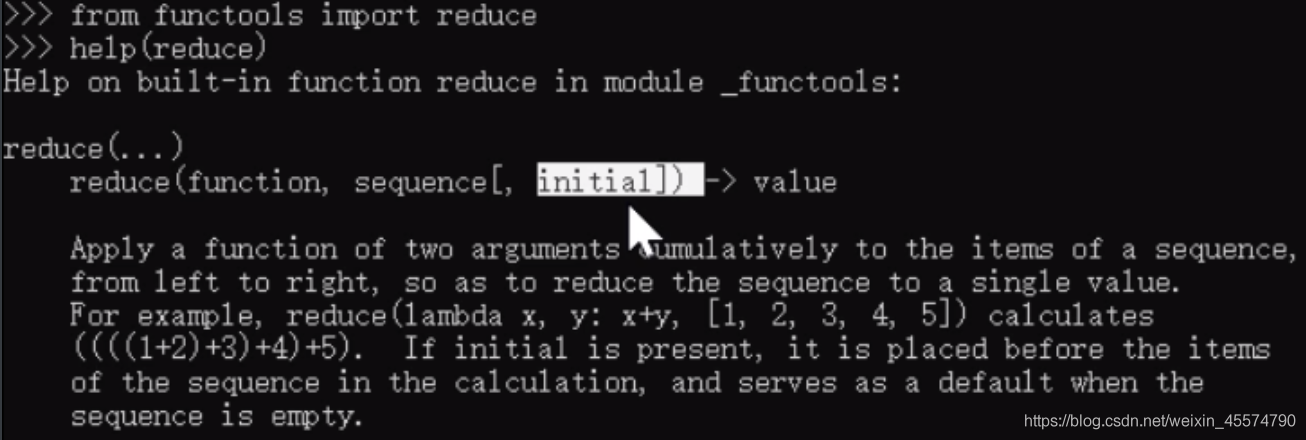 >>> from functools import reduce
>>> help(reduce)
Help on built-in function reduce in module _functools:
reduce(...)
reduce(function, sequence[, initial]) -> value
Apply a function of two arguments cumulatively to the items of a sequence,
from left to right, so as to reduce the sequence to a single value.
For example, reduce(lambda x, y: x+y, [1, 2, 3, 4, 5]) calculates
((((1+2)+3)+4)+5).  If initial is present, it is placed before the items
of the sequence in the calculation, and serves as a default when the
sequence is empty.
https://blog.csdn.net/weixin_45574790